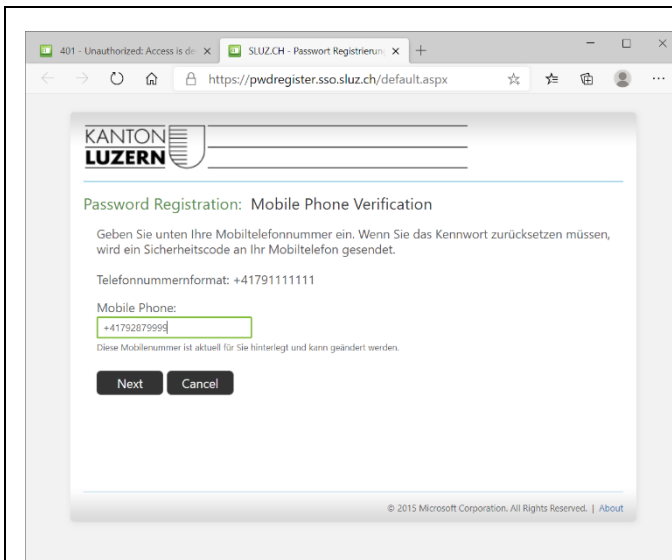 401 - Unauthorized: Access is de
SLUZ.CH - Passwort Registrierun
https://pwdregister.sso.sluz.ch/default.aspx
KANTON
LUZERN
Password Registration: Mobile Phone Verification
Geben Sie unten Ihre Mobiltelefonnummer ein. Wenn Sie das Kennwort zurücksetzen müssen,
wird ein Sicherheitscode an Ihr Mobiltelefon gesendet.
Telefonnummernformat: +41791111111
Mobile Phone:
+41792879999
Diese Mobilenummer ist aktuell für Sie hinterlegt und kann geändert werden.
Next Cancel
© 2015 Microsoft Corporation. All Rights Reserved. | About